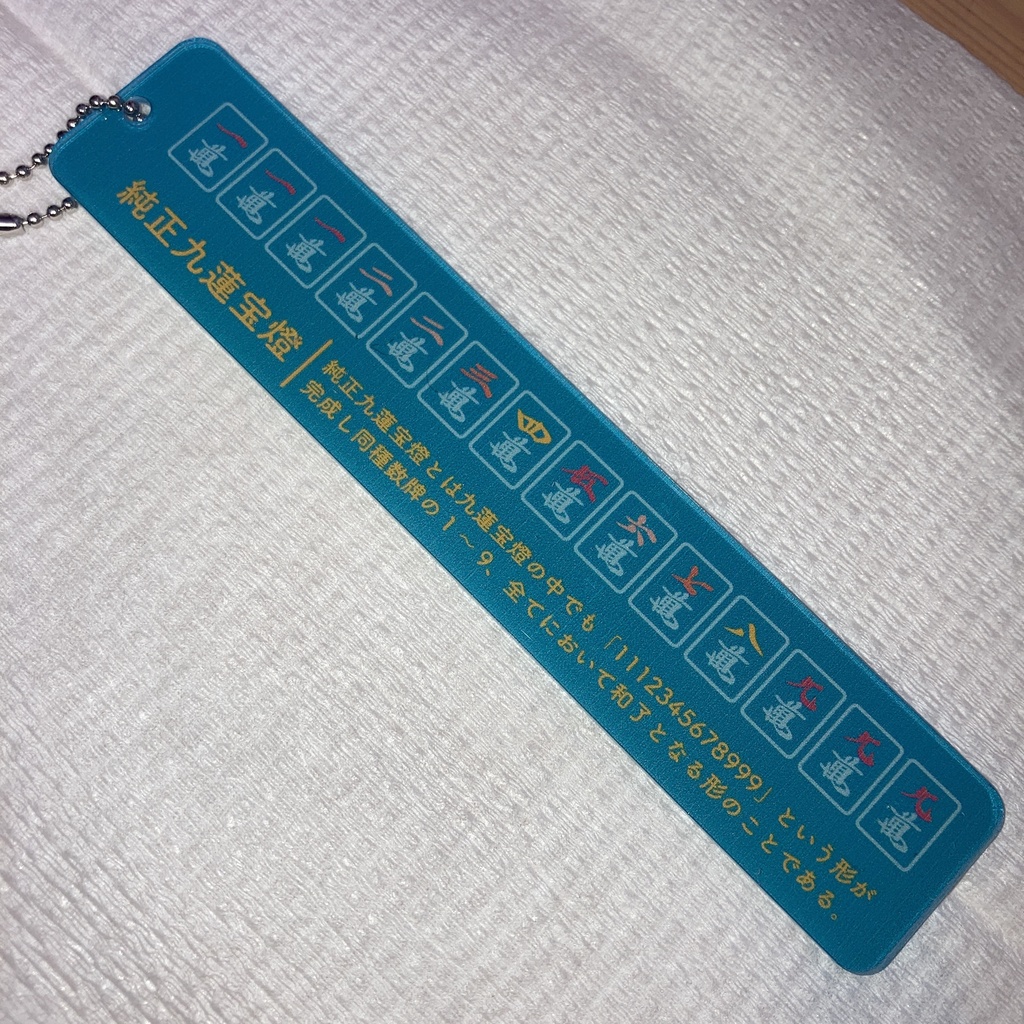 一萬 一萬 一萬 二萬 二萬 三萬 四萬 伍萬 六萬 七萬 八萬 九萬 九萬 九萬
純正九蓮宝燈
純正九蓮宝燈とは九蓮宝燈の中でも「1112345678999」という形が
完成し同種数牌の1~9、全てにおいて和了となる形のことである。